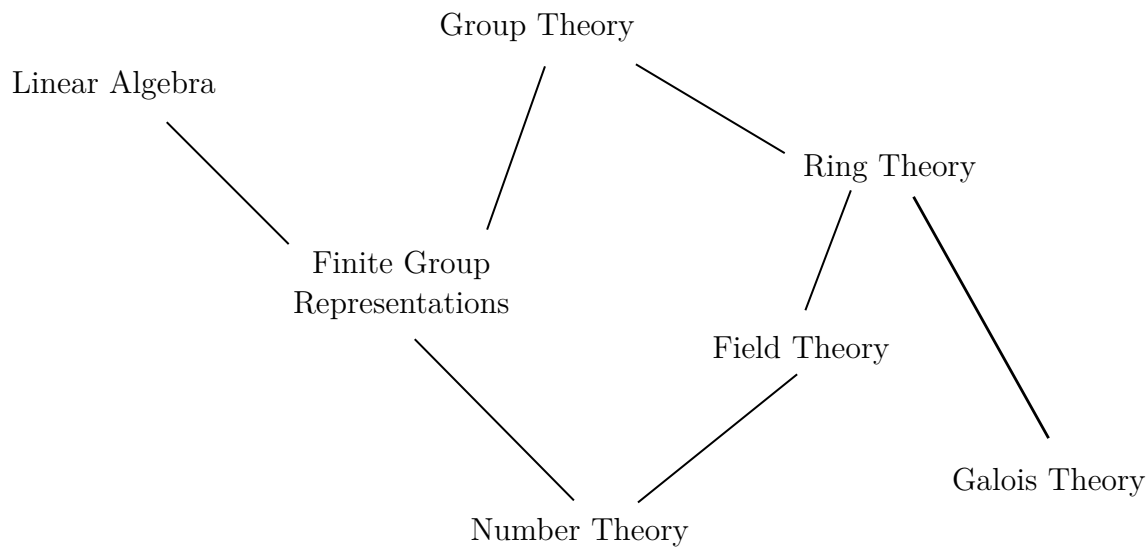 Group Theory
Linear Algebra
Ring Theory
Finite Group
Representations
Field Theory
Galois Theory
Number Theory